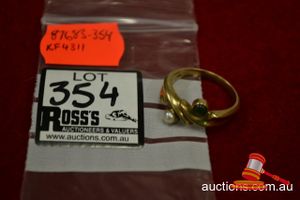 87683-354
KF4311
LOT
354
ROSS'S
AUCTIONEERS & VALUERS
www.auctions.com.au
auctions.com.au